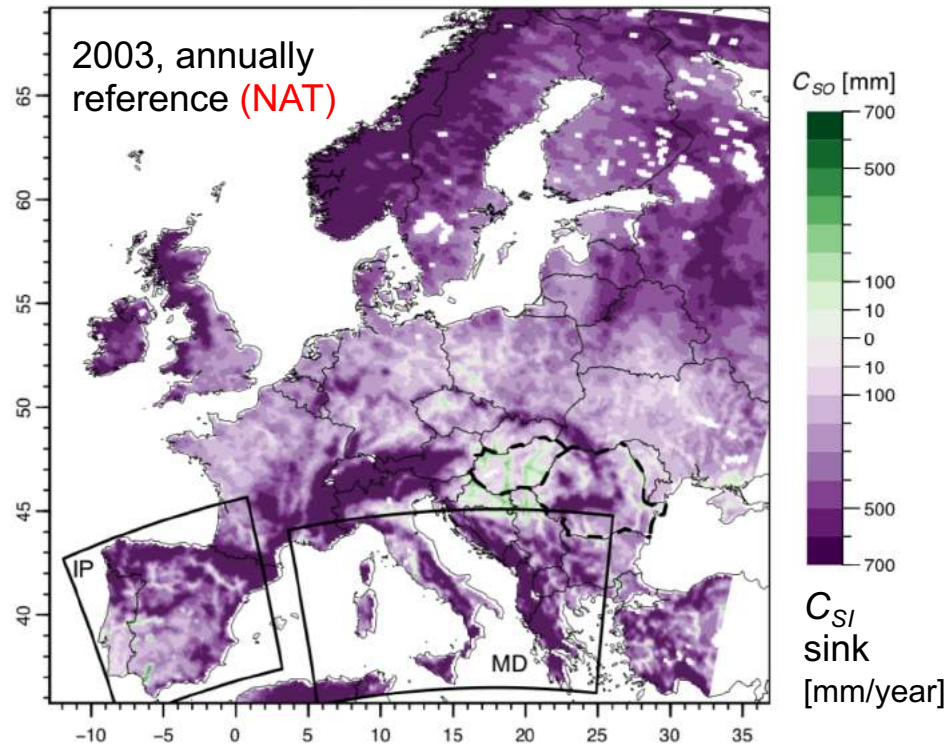 2003, annually
reference (NAT)
C_SO [mm]
700
500
100
10
0
10
100
500
700
C_SI
sink
[mm/year]
65
60
55
50
45
40
IP
MD
−10 −5 0 5 10 15 20 25 30 35